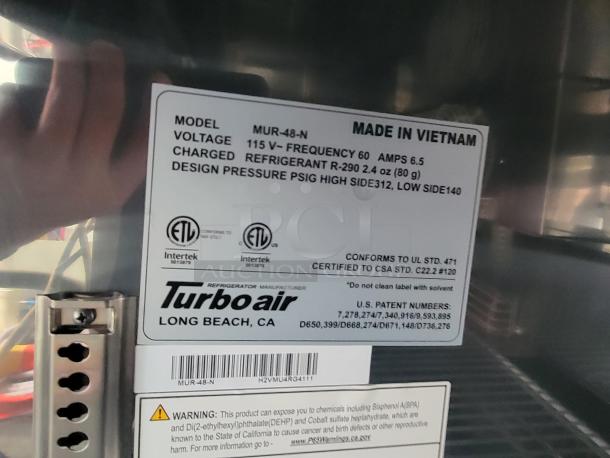 MADE IN VIETNAM
MODEL MUR-48-N
VOLTAGE 115 V~ FREQUENCY 60 AMPS 6.5
CHARGED REFRIGERANT R-290 2.4 oz (80 g)
DESIGN PRESSURE PSIG HIGH SIDE312, LOW SIDE140
ETL
CONFORMES TO
Intertek
C ETL US
Intertek
CONFORMS TO UL STD. 471
CERTIFIED TO CSA STD. C22.2 #120
*Do not clean label with solvent
REFRIGERATOR MANUFACTURER
Turbo air
LONG BEACH, CA
U.S. PATENT NUMBERS:
7,278,274/7,340,916/9,593,895
D650,399/D668,274/D671,148/D736,276
MUR-48-N H2VMU4RG4111
WARNING: This product can expose you to chemicals including Bisphenol A(BPA)
and Di(2-ethylhexyl)phthalate(DEHP) and Cobalt sulfate heptahydrate, which are
known to the State of California to cause cancer and birth defects or other reproductive
harm. For more information go to - www.P65Warnings.ca.gov